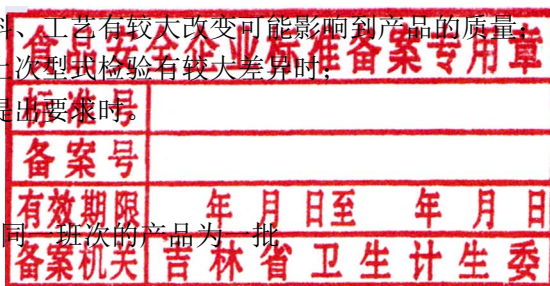 料、工艺有较大改变可能影响到产品的质量;
食品安全企业标准备案专用章
上次型式检验有较大差异时;
标准号
提出要求时。
备案号
有效期限 年 月 日至 年 月 日
同一班次的产品为一批
备案机关 吉林省卫生计生委